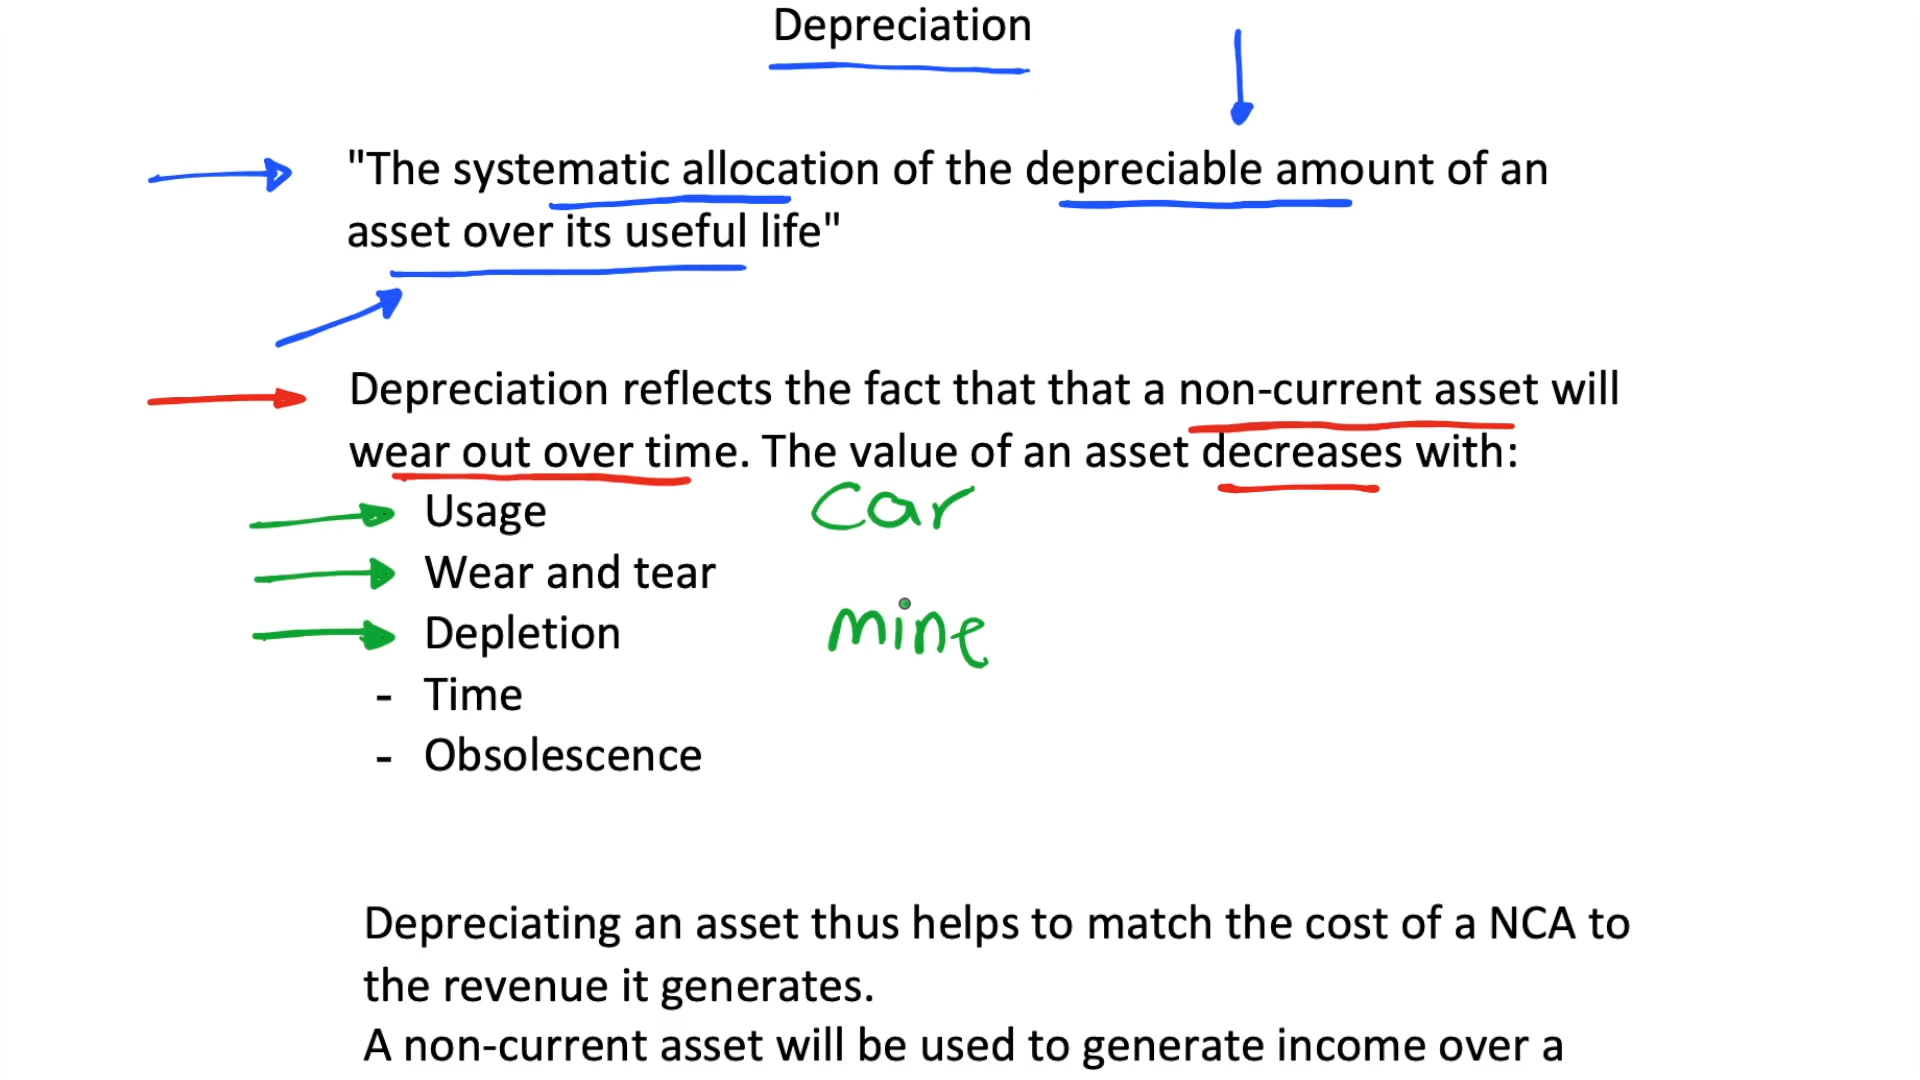 Depreciation
"The systematic allocation of the depreciable amount of an
asset over its useful life"
Depreciation reflects the fact that that a non-current asset will
wear out over time. The value of an asset decreases with:
Usage car
Wear and tear
Depletion mine
- Time
- Obsolescence
Depreciating an asset thus helps to match the cost of a NCA to
the revenue it generates.
A non-current asset will be used to generate income over a